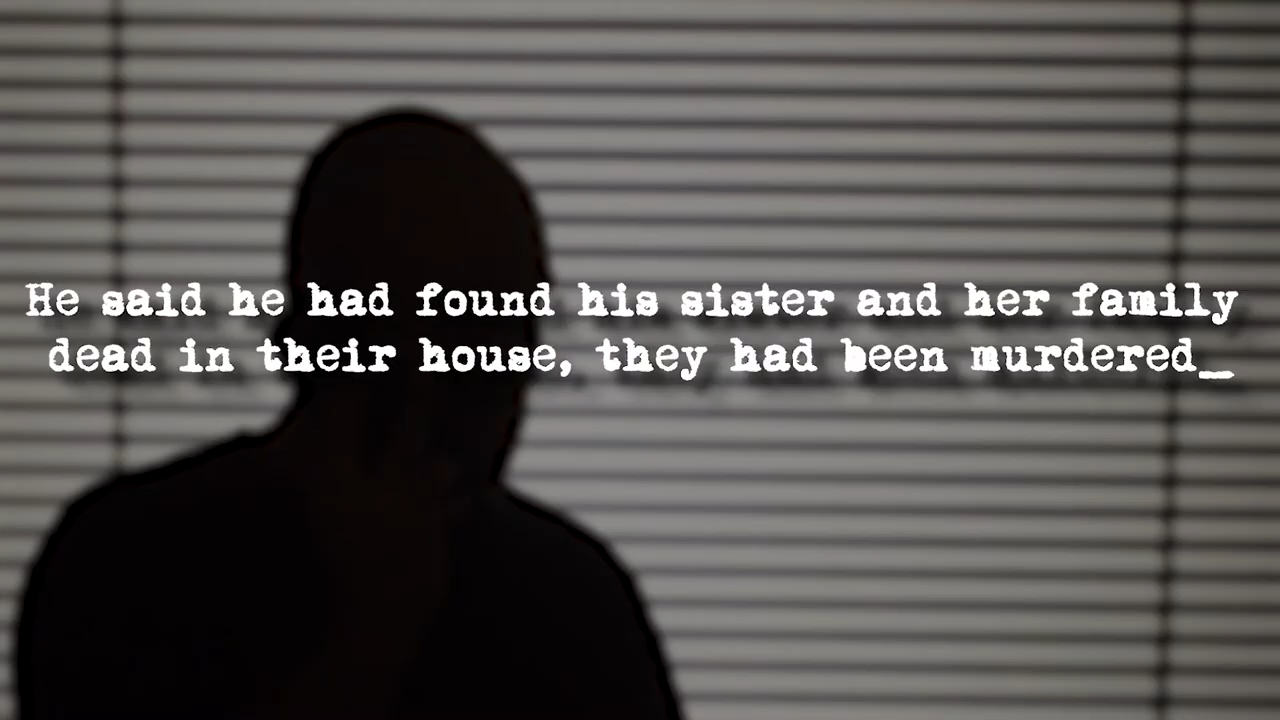 He said he had found his sister and her family
dead in their house, they had been murdered_